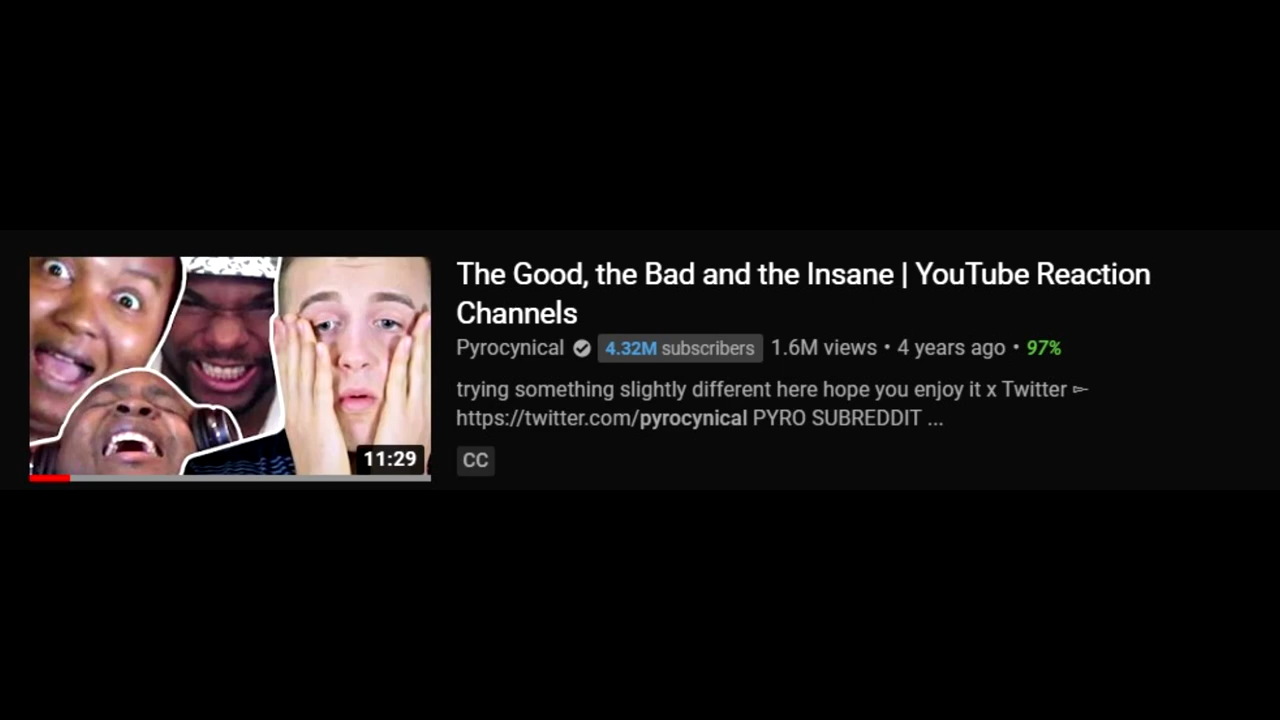 The Good, the Bad and the Insane | YouTube Reaction
Channels
Pyrocynical 4.32M subscribers 1.6M views • 4 years ago • 97%
trying something slightly different here hope you enjoy it x Twitter ►
https://twitter.com/pyrocynical PYRO SUBREDDIT ...
11:29
CC